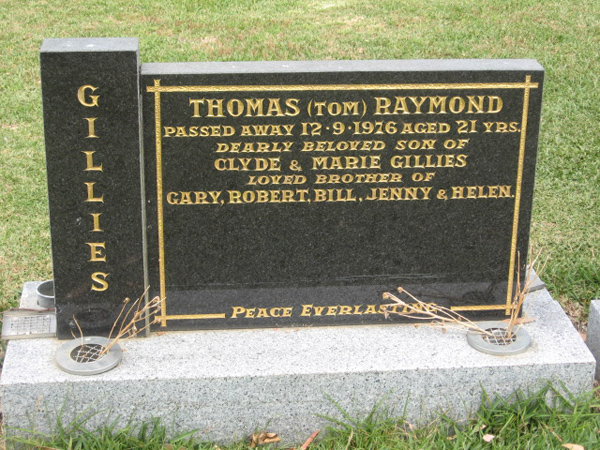 GILLIES
THOMAS (TOM) RAYMOND
PASSED AWAY 12·9·1976 AGED 21 YRS.
DEARLY BELOVED SON OF
CLYDE & MARIE GILLIES
LOVED BROTHER OF
GARY, ROBERT, BILL, JENNY & HELEN.
PEACE EVERLASTING